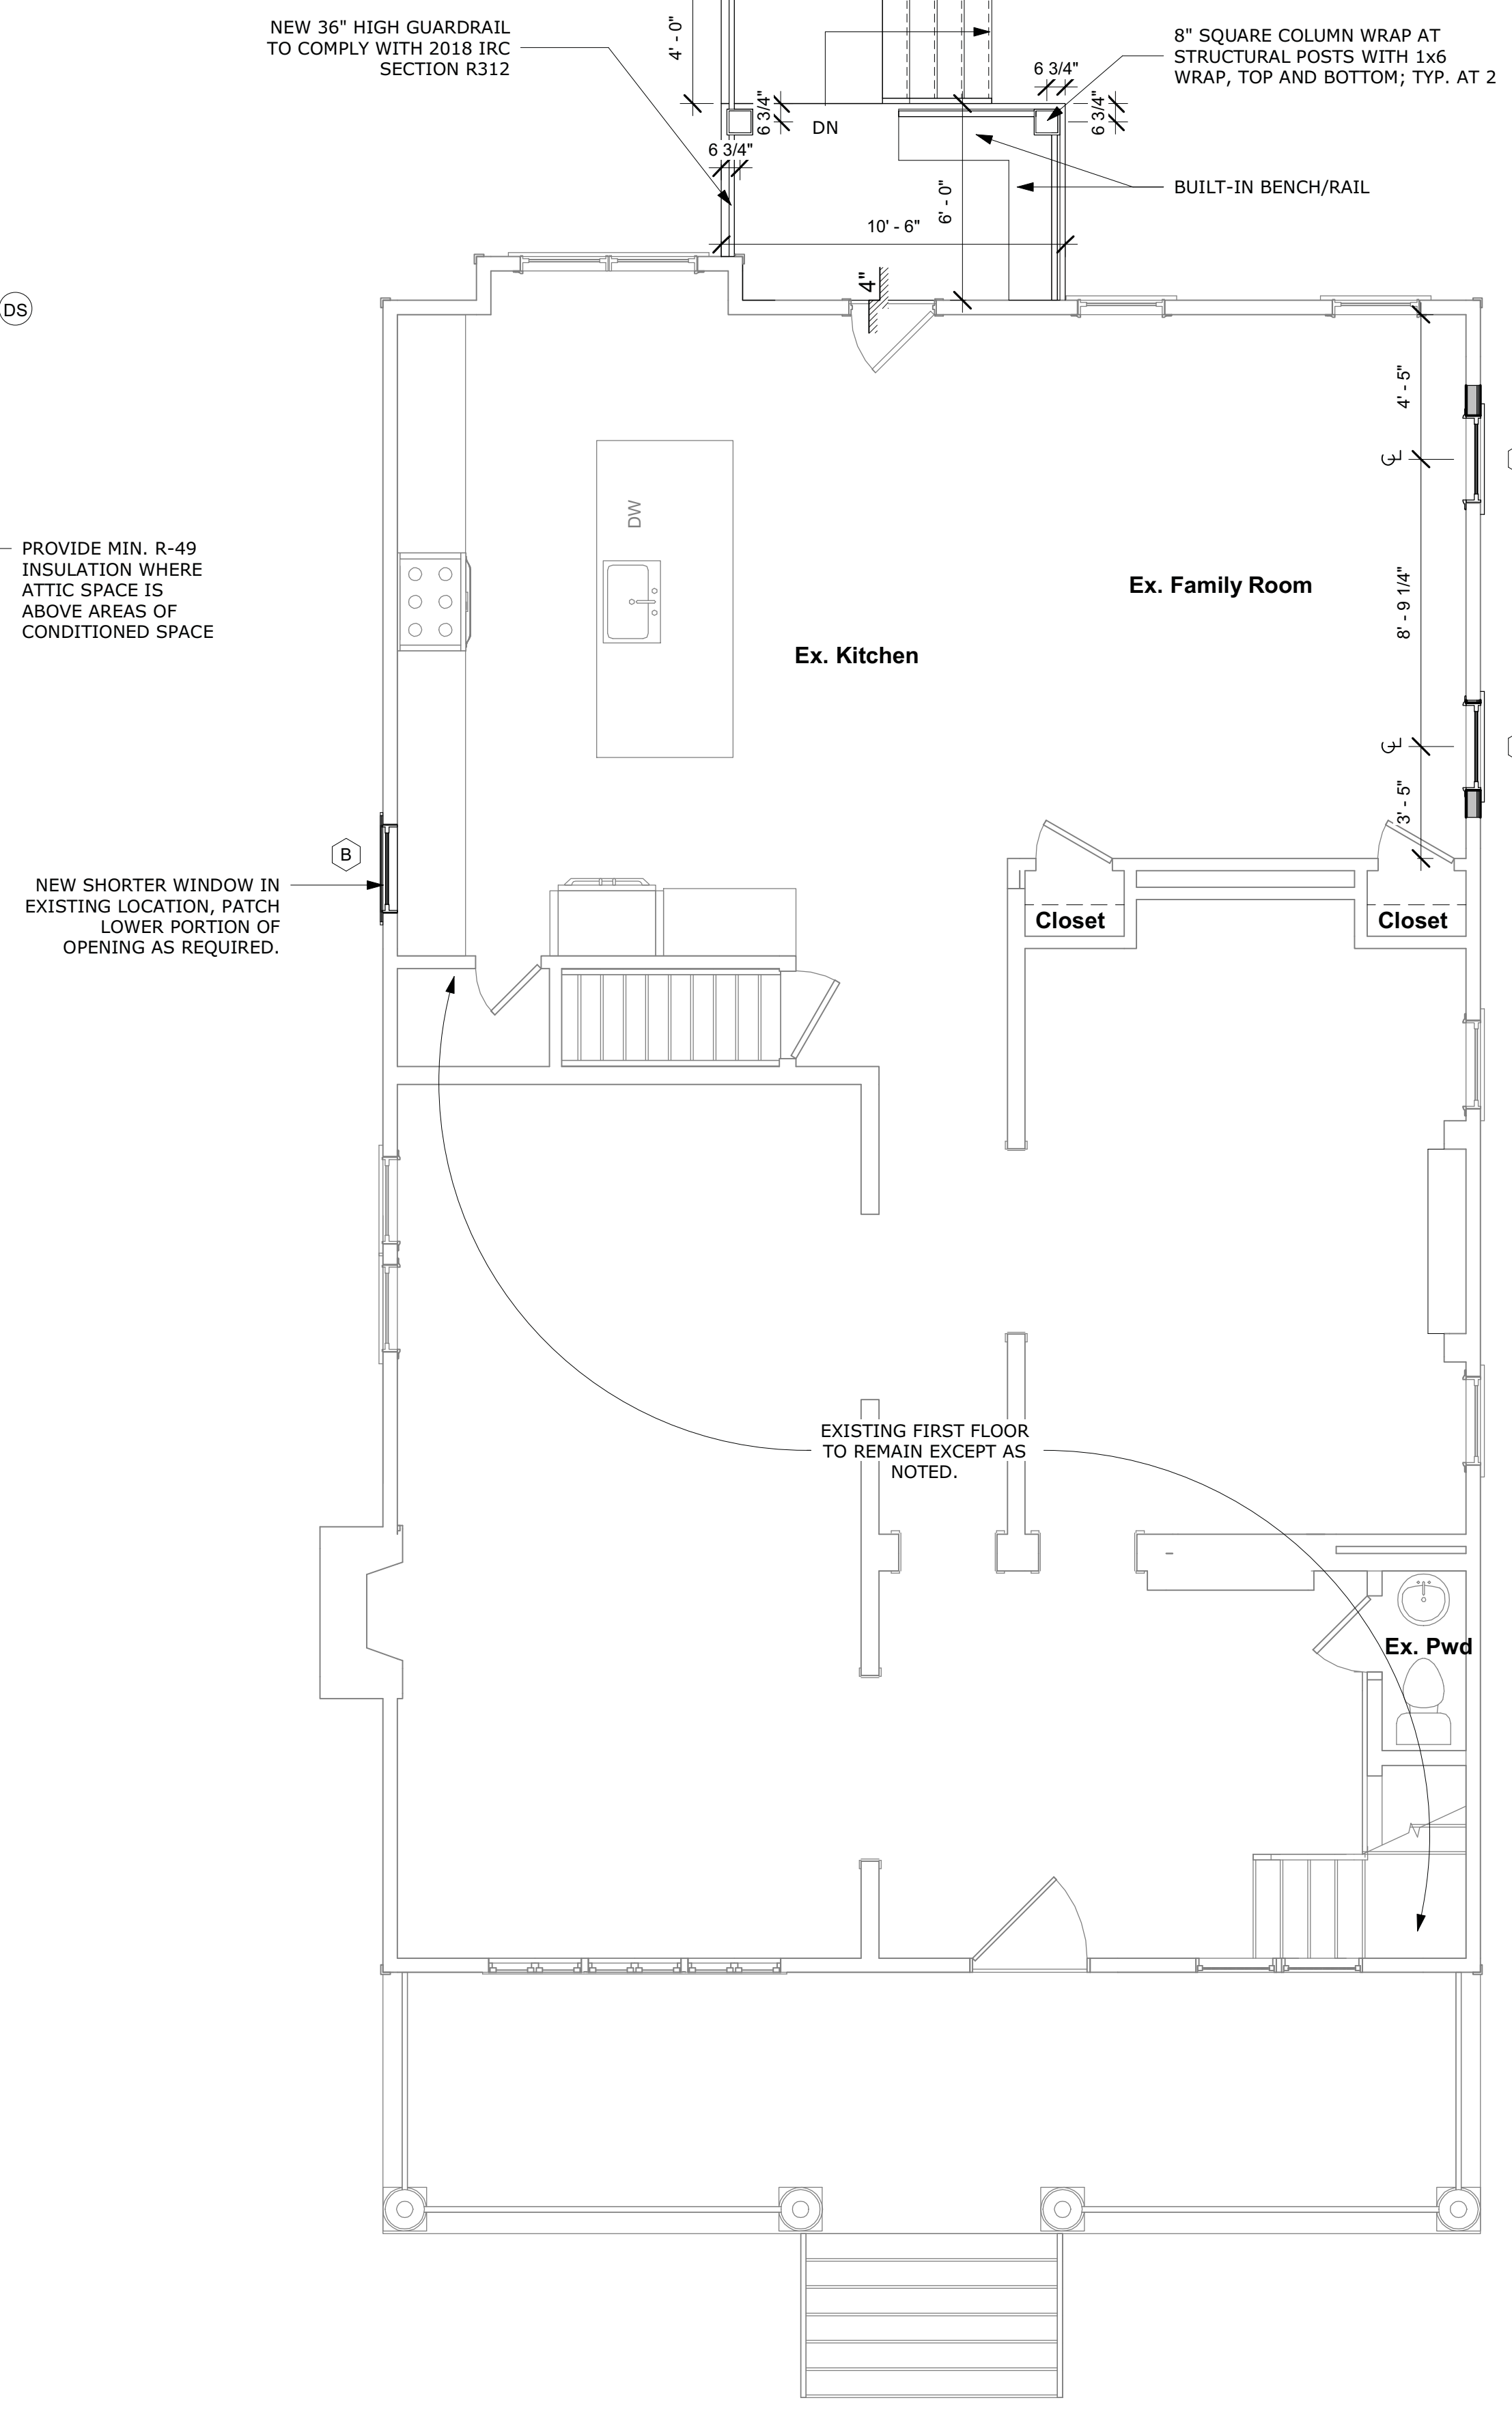 NEW 36" HIGH GUARDRAIL
TO COMPLY WITH 2018 IRC
SECTION R312
4' - 0"
8" SQUARE COLUMN WRAP AT
STRUCTURAL POSTS WITH 1x6
WRAP, TOP AND BOTTOM; TYP. AT 2
6 3/4"
6 3/4"
6 3/4"
DN
6 3/4"
BUILT-IN BENCH/RAIL
6' - 0"
10' - 6"
4"
DS
4' - 5"
CL
DW
PROVIDE MIN. R-49
INSULATION WHERE
ATTIC SPACE IS
ABOVE AREAS OF
CONDITIONED SPACE
Ex. Family Room
8' - 9 1/4"
Ex. Kitchen
CL
3' - 5"
B
NEW SHORTER WINDOW IN
EXISTING LOCATION, PATCH
LOWER PORTION OF
OPENING AS REQUIRED.
Closet
Closet
EXISTING FIRST FLOOR
TO REMAIN EXCEPT AS
NOTED.
Ex. Pwd